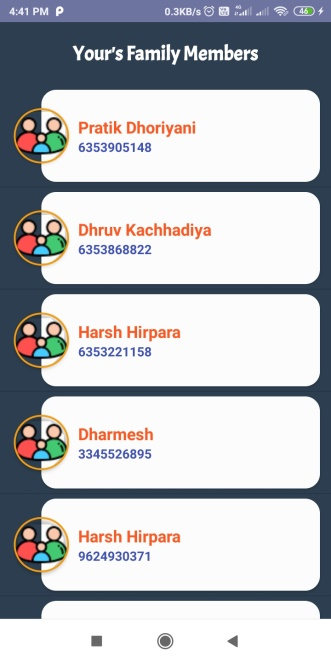 4:41 PM
0.3KB/s 4G 46
Your's Family Members
Pratik Dhoriyani
6353905148
Dhruv Kachhadiya
6353868822
Harsh Hirpara
6353221158
Dharmesh
3345526895
Harsh Hirpara
9624930371